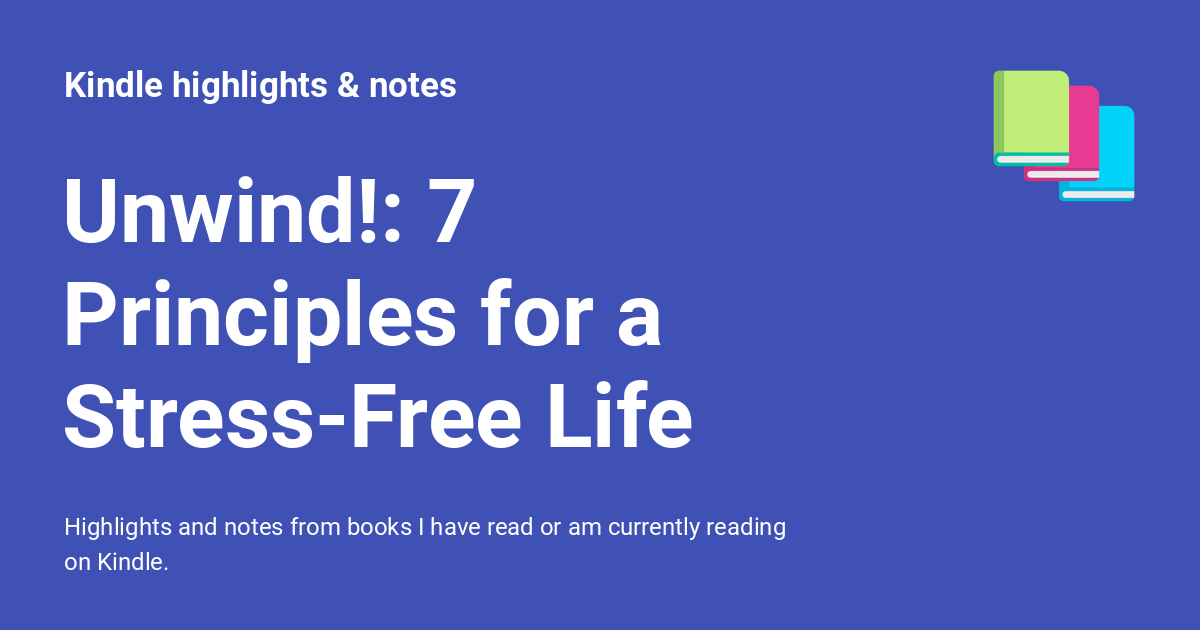 Kindle highlights & notes
Unwind!: 7
Principles for a
Stress-Free Life
Highlights and notes from books I have read or am currently reading
on Kindle.